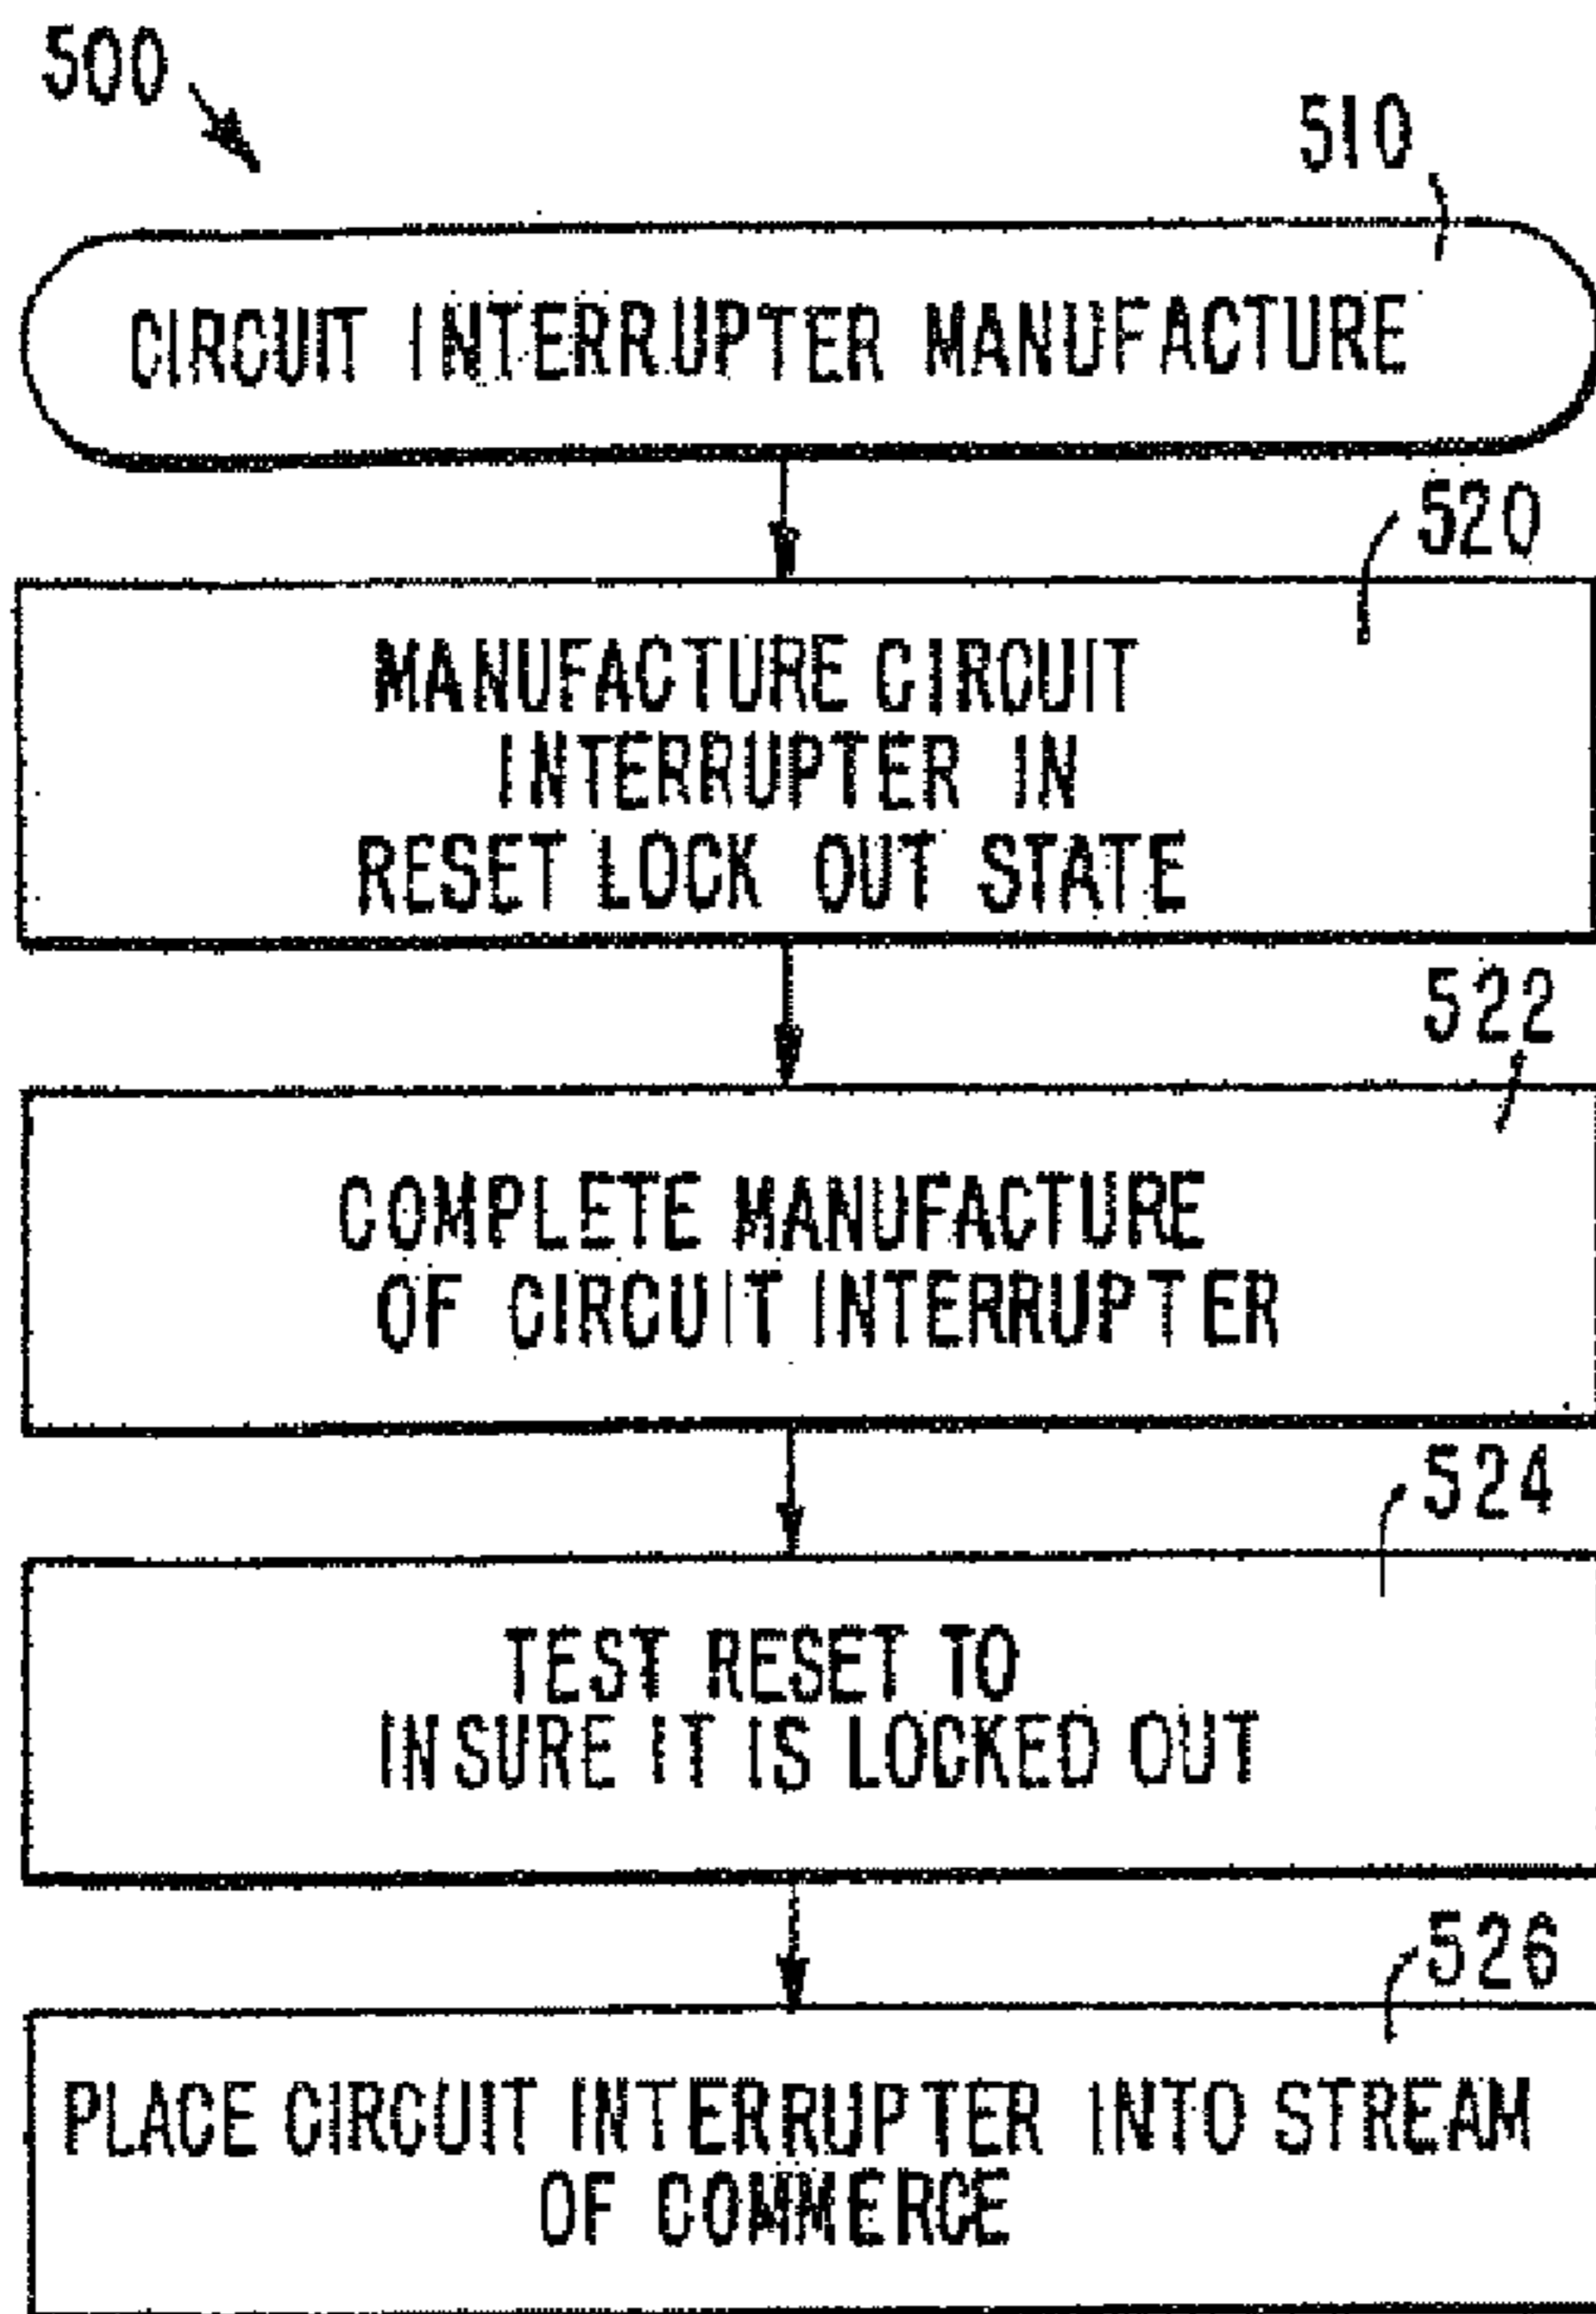 500
510
CIRCUIT INTERRUPTER MANUFACTURE
520
MANUFACTURE CIRCUIT
INTERRUPTER IN
RESET LOCK OUT STATE
522
COMPLETE MANUFACTURE
OF CIRCUIT INTERRUPTER
524
TEST RESET TO
INSURE IT IS LOCKED OUT
526
PLACE CIRCUIT INTERRUPTER INTO STREAM
OF COMMERCE